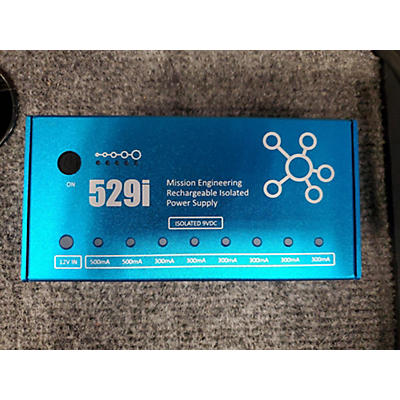 ON
529i
Mission Engineering
Rechargeable Isolated
Power Supply
ISOLATED 9VDC
12V IN
500mA
500mA
300mA
300mA
300mA
300mA
300mA
300mA